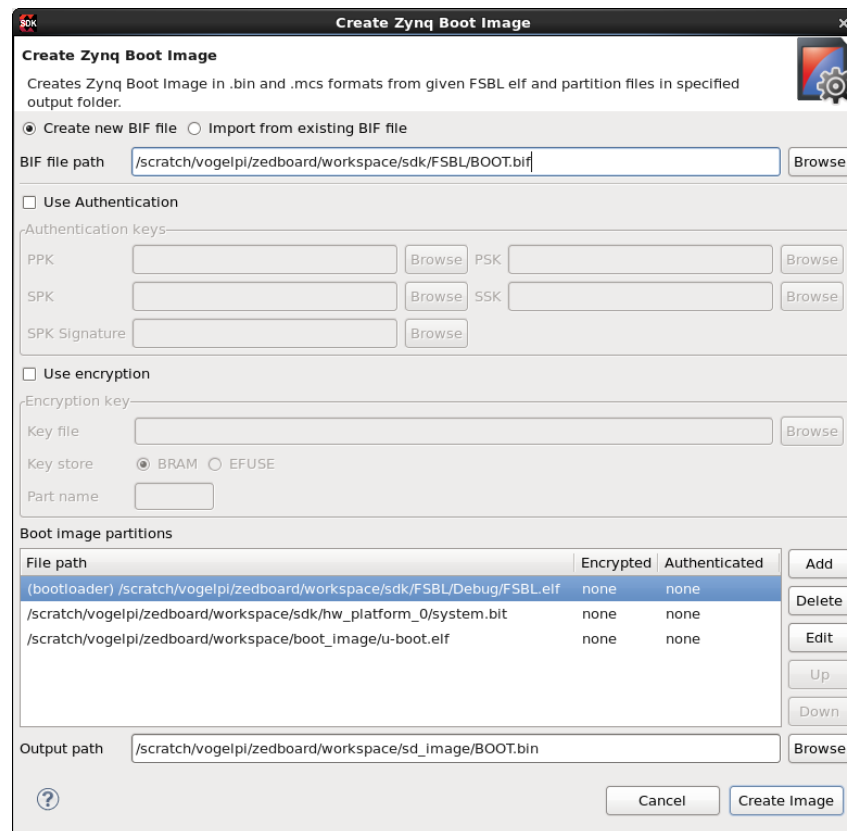 SDK
Create Zynq Boot Image
Create Zynq Boot Image
Creates Zynq Boot Image in .bin and .mcs formats from given FSBL elf and partition files in specified
output folder.
Create new BIF file Import from existing BIF file
BIF file path /scratch/vogelpi/zedboard/workspace/sdk/FSBL/BOOT.bif Browse
Use Authentication
Authentication keys
PPK Browse PSK Browse
SPK Browse SSK Browse
SPK Signature Browse
Use encryption
Encryption key
Key file Browse
Key store BRAM EFUSE
Part name
Boot image partitions
File path Encrypted Authenticated Add
(bootloader) /scratch/vogelpi/zedboard/workspace/sdk/FSBL/Debug/FSBL.elf none none
Delete
/scratch/vogelpi/zedboard/workspace/sdk/hw_platform_0/system.bit none none
/scratch/vogelpi/zedboard/workspace/boot_image/u-boot.elf none none Edit
Up
Down
Output path /scratch/vogelpi/zedboard/workspace/sd_image/BOOT.bin Browse
? Cancel Create Image